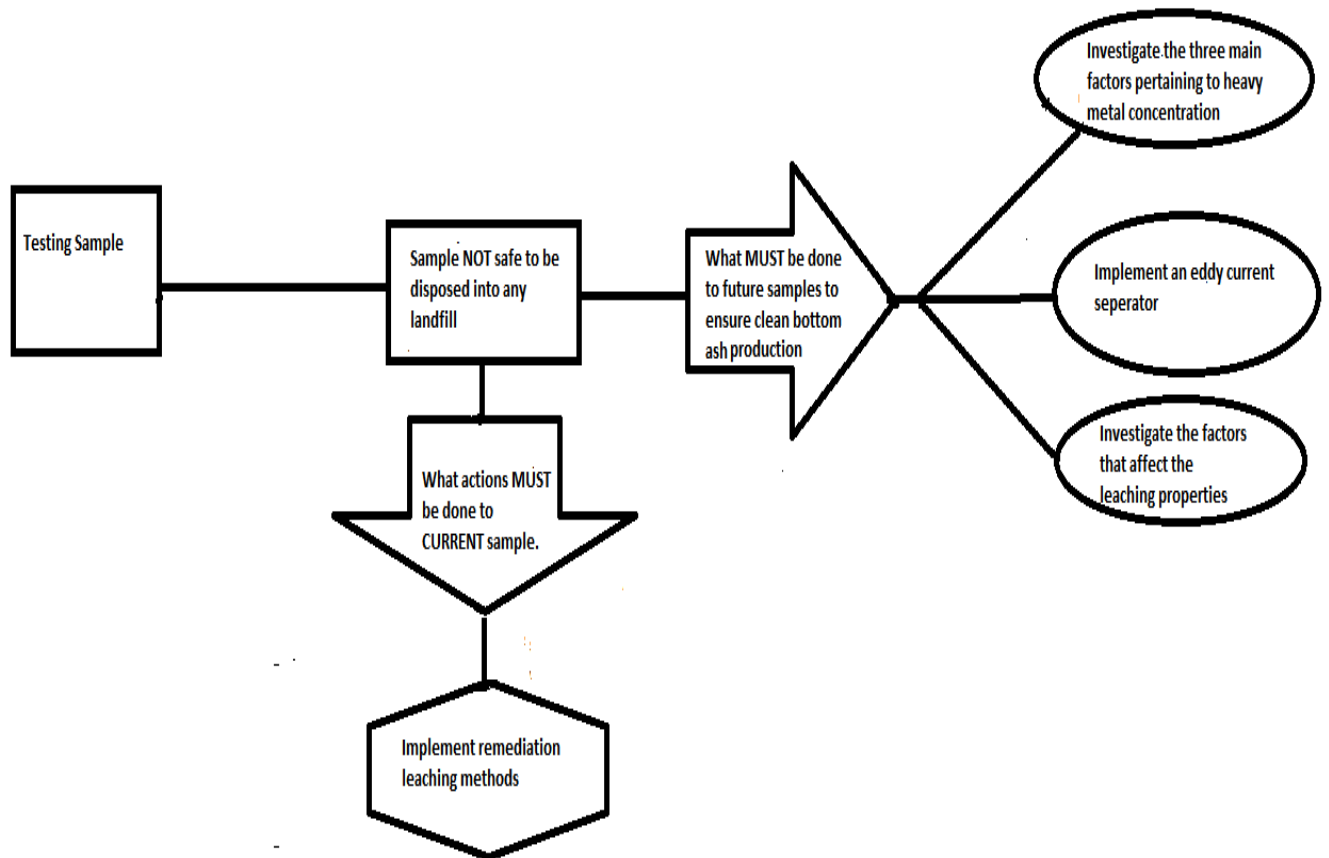 Testing Sample
Sample NOT safe to be
disposed into any
landfill
What MUST be done
to future samples to
ensure clean bottom
ash production
Investigate the three main
factors pertaining to heavy
metal concentration
Implement an eddy current
seperator
Investigate the factors
that affect the
leaching properties
What actions MUST
be done to
CURRENT sample.
Implement remediation
leaching methods